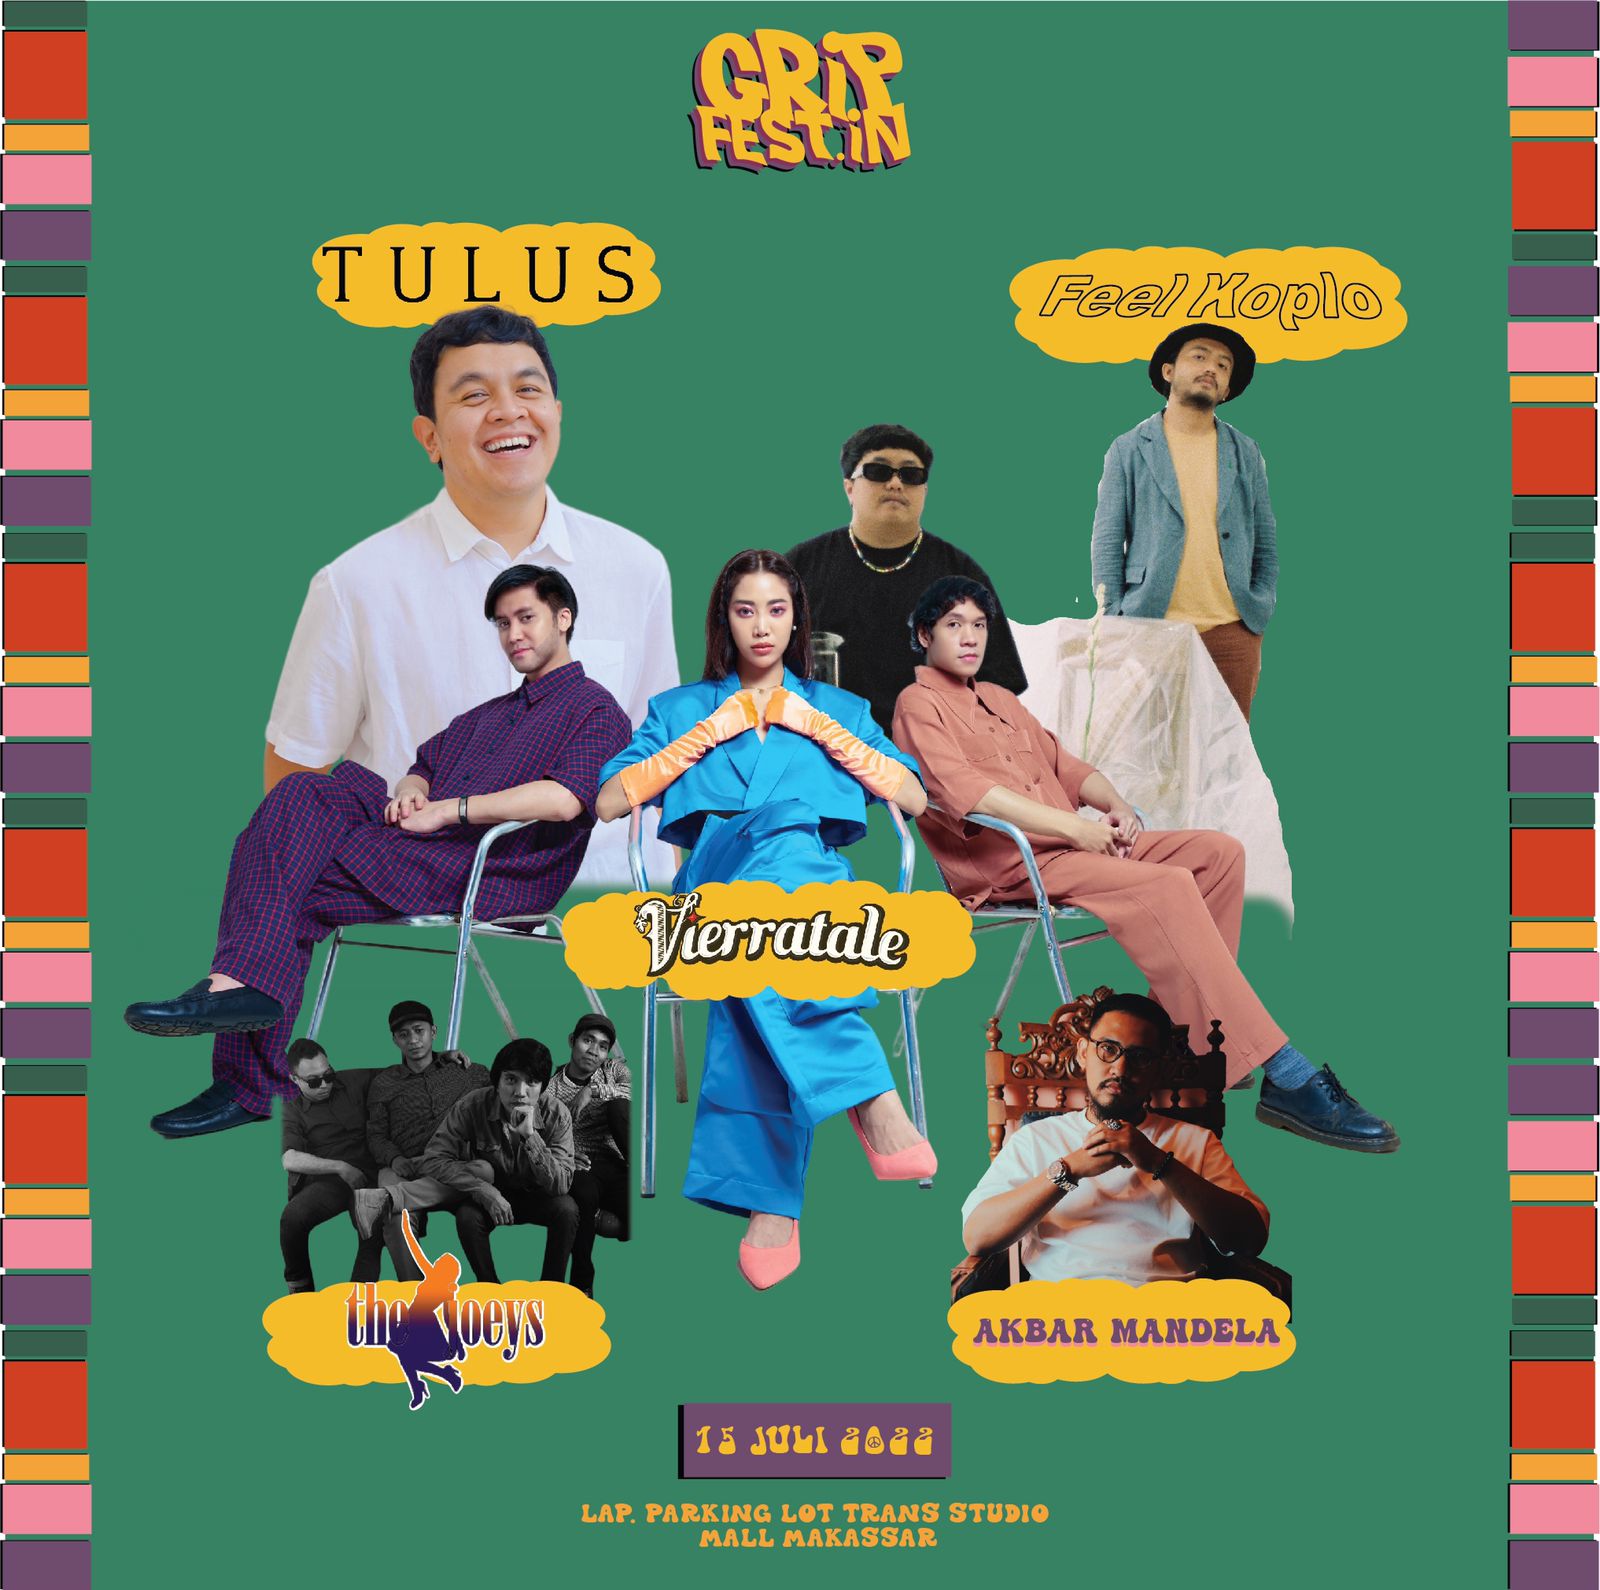 GRiP
FEST.iN
TULUS
Feel Koplo
Vierratale
the joeys
AKBAR MANDELA
15 JULI 2022
LAP. PARKING LOT TRANS STUDIO
MALL MAKASSAR